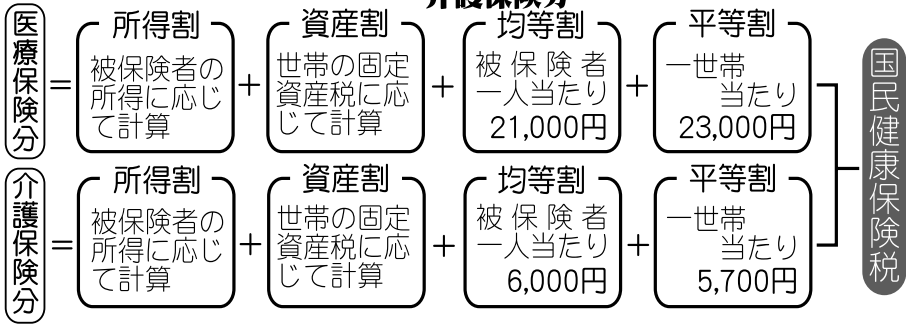 介護保険分
医療保険分
=
所得割
被保険者の
所得に応じ
て計算
+
資産割
世帯の固定
資産税に応
じて計算
+
均等割
被保険者
一人当たり
21,000円
+
平等割
一世帯
当たり
23,000円
介護保険分
=
所得割
被保険者の
所得に応じ
て計算
+
資産割
世帯の固定
資産税に応
じて計算
+
均等割
被保険者
一人当たり
6,000円
+
平等割
一世帯
当たり
5,700円
国民健康保険税